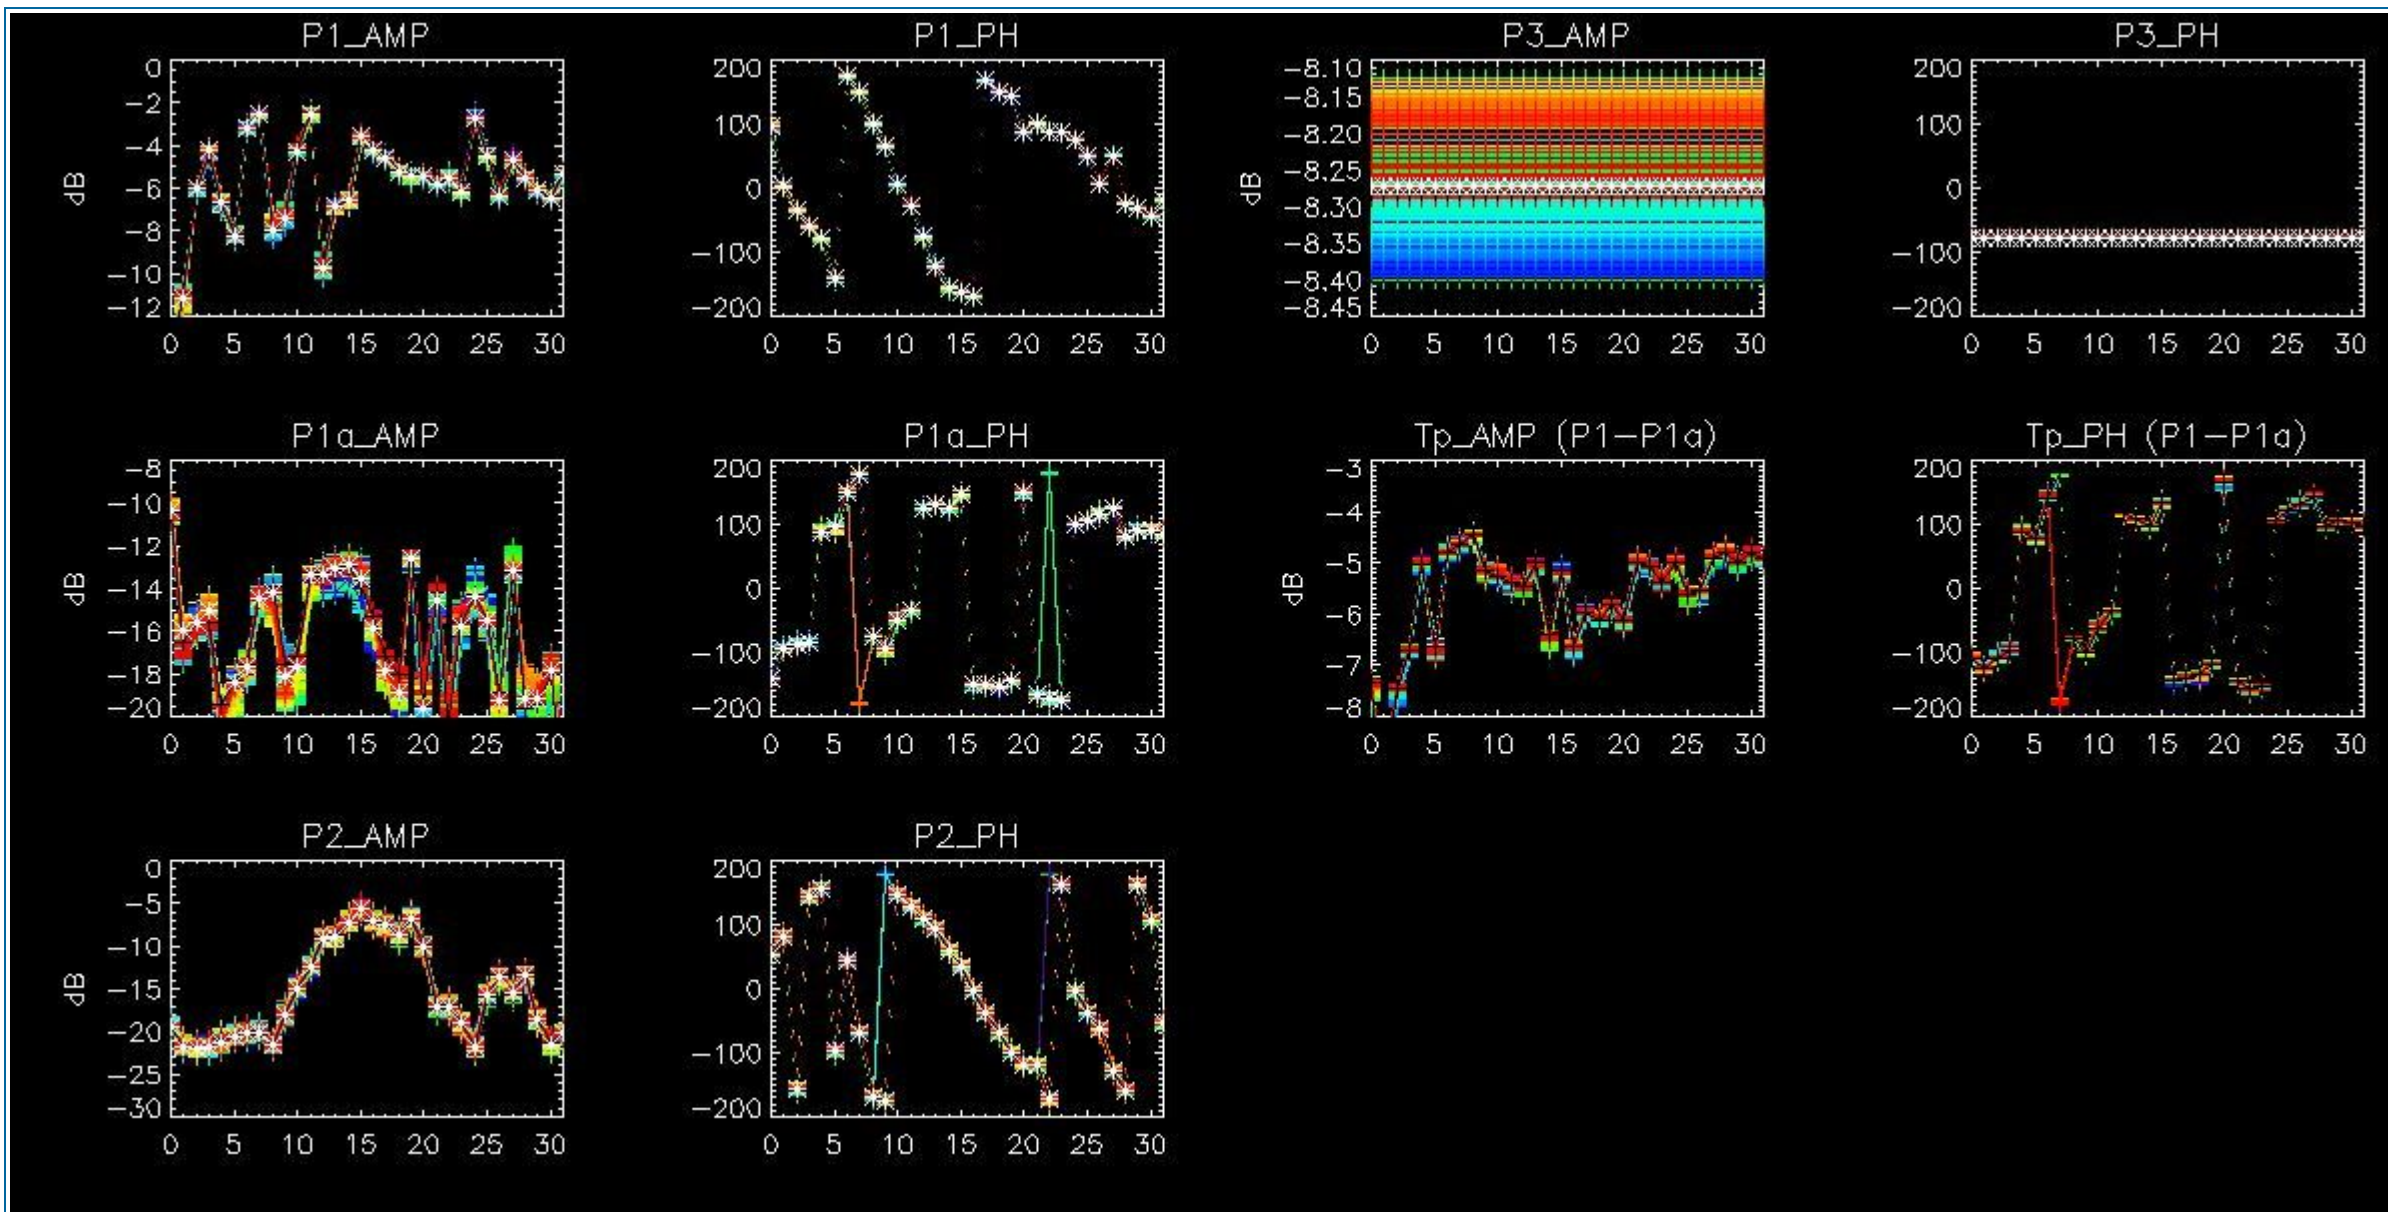 P1_AMP
0
−2
−4
−6
−8
−10
−12
dB
0 5 10 15 20 25 30
P1_PH
200
100
0
−100
−200
0 5 10 15 20 25 30
P3_AMP
−8.10
−8.15
−8.20
−8.25
−8.30
−8.35
−8.40
−8.45
dB
0 5 10 15 20 25 30
P3_PH
200
100
0
−100
−200
0 5 10 15 20 25 30
P1a_AMP
−8
−10
−12
−14
−16
−18
−20
dB
0 5 10 15 20 25 30
P1a_PH
200
100
0
−100
−200
0 5 10 15 20 25 30
Tp_AMP (P1−P1a)
−3
−4
−5
−6
−7
−8
dB
0 5 10 15 20 25 30
Tp_PH (P1−P1a)
200
100
0
−100
−200
0 5 10 15 20 25 30
P2_AMP
0
−5
−10
−15
−20
−25
−30
dB
0 5 10 15 20 25 30
P2_PH
200
100
0
−100
−200
0 5 10 15 20 25 30